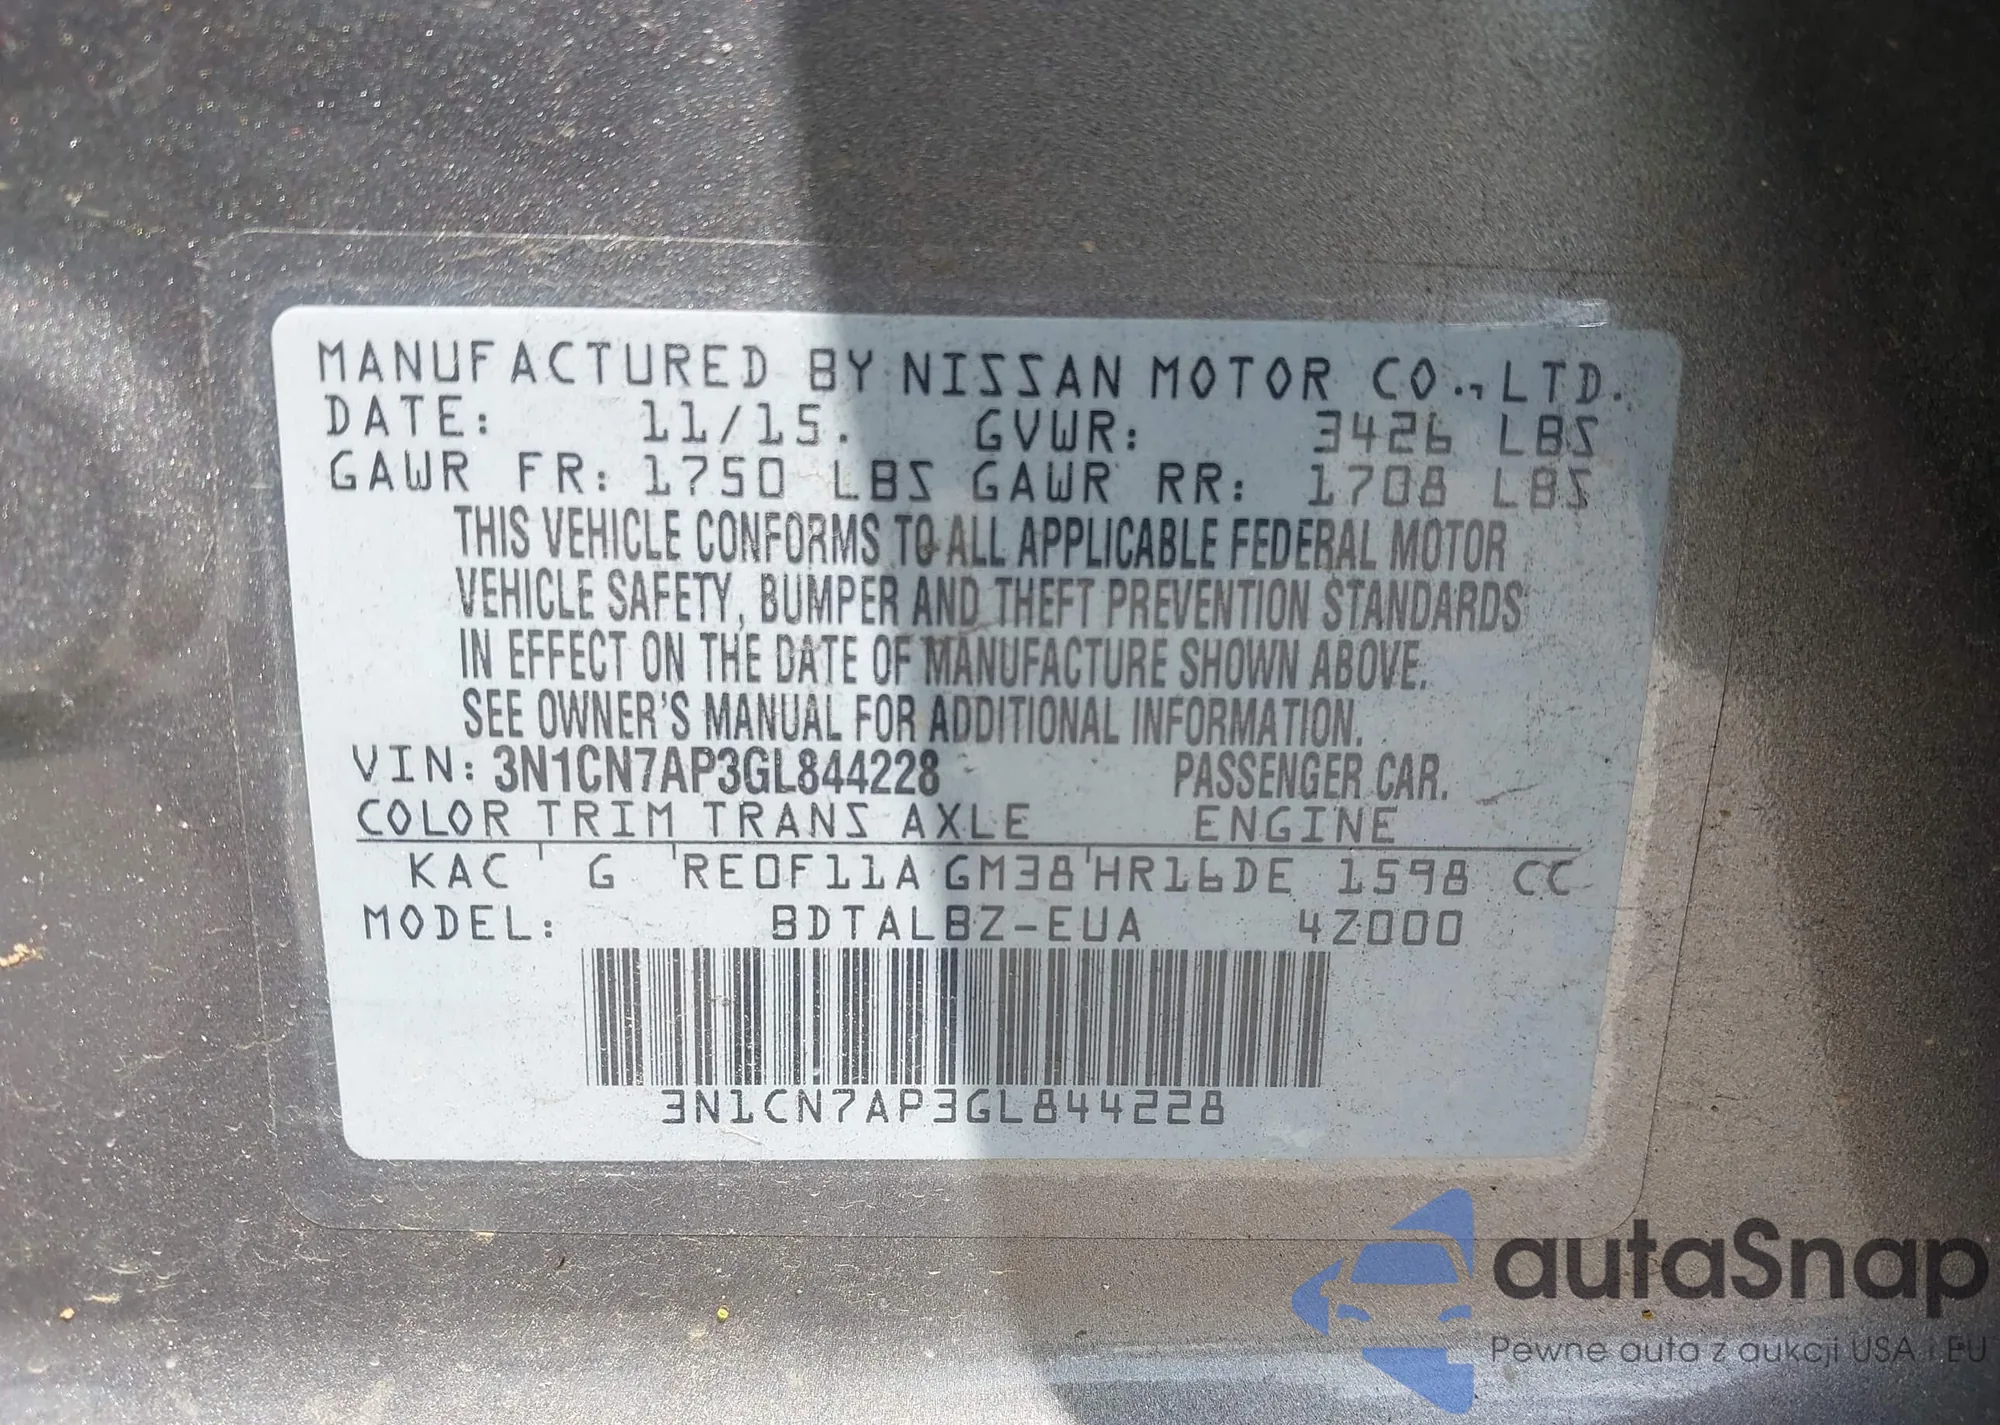 MANUFACTURED BY NISSAN MOTOR CO., LTD.
DATE: 11/15. GVWR: 3426 LBS
GAWR FR: 1750 LBS GAWR RR: 1708 LBS
THIS VEHICLE CONFORMS TO ALL APPLICABLE FEDERAL MOTOR
VEHICLE SAFETY, BUMPER AND THEFT PREVENTION STANDARDS
IN EFFECT ON THE DATE OF MANUFACTURE SHOWN ABOVE.
SEE OWNER'S MANUAL FOR ADDITIONAL INFORMATION.
VIN: 3N1CN7AP3GL844228 PASSENGER CAR.
COLOR TRIM TRANS AXLE ENGINE
KAC G RE0F11A GM38 HR16DE 1598 CC
MODEL: BDTALBZ-EUA 4Z000
3N1CN7AP3GL844228
autaSnap
Pewne auta z aukcji USA i EU